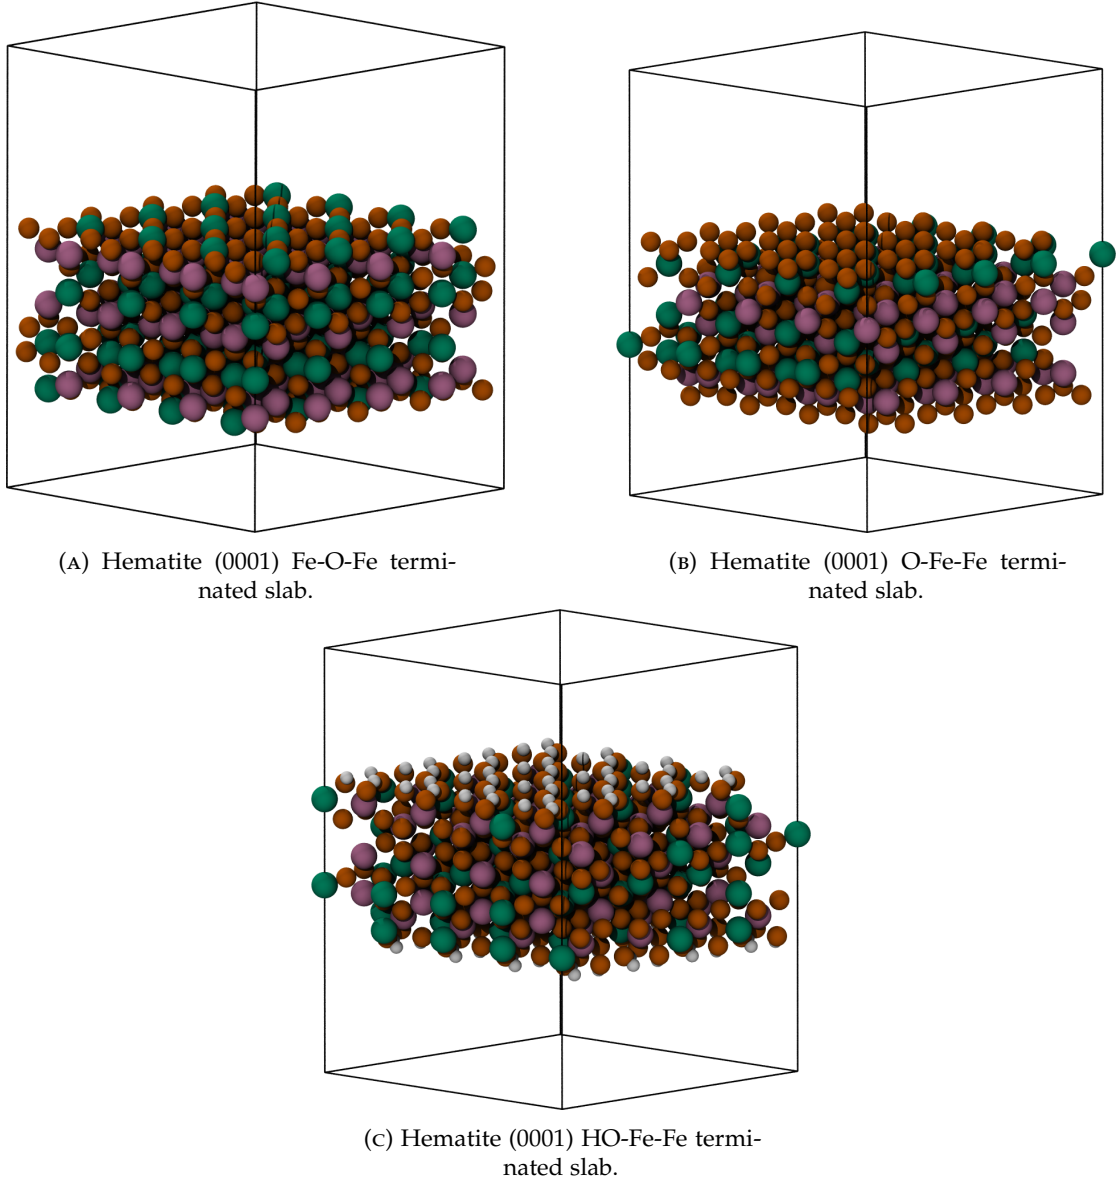 (A) Hematite (0001) Fe-O-Fe termi-
nated slab.
(B) Hematite (0001) O-Fe-Fe termi-
nated slab.
(C) Hematite (0001) HO-Fe-Fe termi-
nated slab.